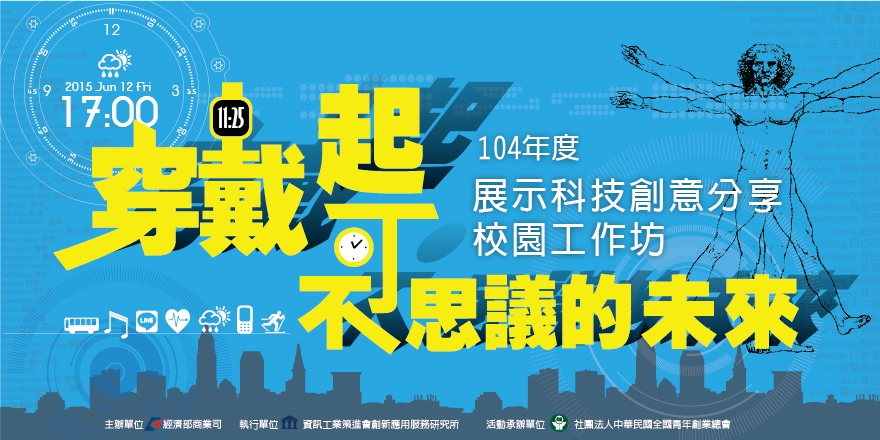 12
9
3
2015 Jun 12 Fri
17:00
11:25
穿戴起
可
不思議的未來
104年度
展示科技創意分享
校園工作坊
LINE
主辦單位 經濟部商業司 執行單位 資訊工業策進會創新應用服務研究所 活動承辦單位 社團法人中華民國全國青年創業總會